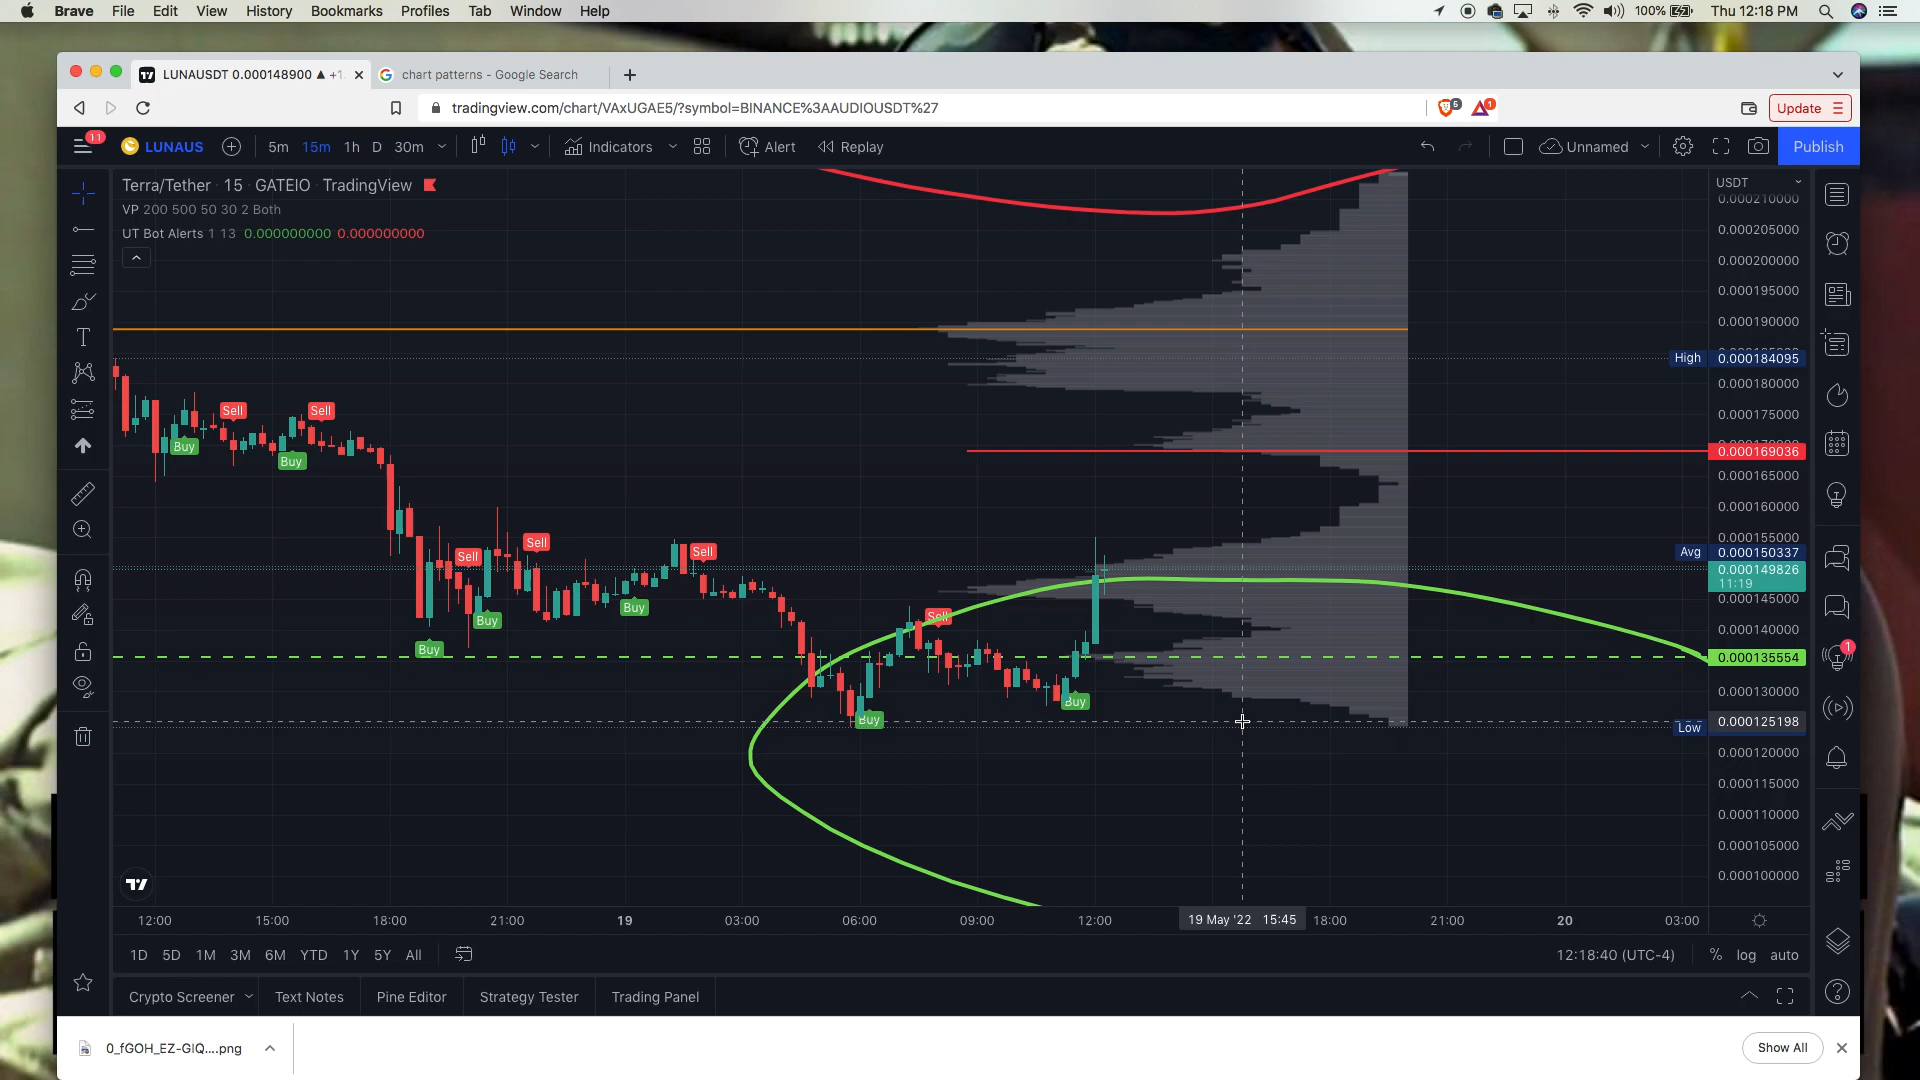 Brave File Edit View History Bookmarks Profiles Tab Window Help 100% Thu 12:18 PM
LUNAUSDT 0.000148900 ▲ +1 chart patterns - Google Search
tradingview.com/chart/VAxUGAE5/?symbol=BINANCE%3AAUDIOUSDT%27 5 1 Update
11 LUNAUS 5m 15m 1h D 30m Indicators Alert Replay Unnamed Publish
Terra/Tether 15 GATEIO TradingView USDT
VP 200 500 50 30 2 Both
UT Bot Alerts 1 13 0.000000000 0.000000000
0.000210000
0.000205000
0.000200000
0.000195000
0.000190000
High 0.000184095
0.000180000
0.000175000
Sell Sell
Buy Buy
0.000169036
0.000165000
0.000160000
0.000155000
Sell Sell Sell
Avg 0.000150337
0.000149826
11:19
0.000145000
Buy Buy Buy Sell
0.000140000
0.000135554
0.000130000
Buy Buy
0.000125198
Low
0.000120000
0.000115000
0.000110000
0.000105000
0.000100000
12:00 15:00 18:00 21:00 19 03:00 06:00 09:00 12:00 19 May '22 15:45 18:00 21:00 20 03:00
1D 5D 1M 3M 6M YTD 1Y 5Y All 12:18:40 (UTC-4) % log auto
Crypto Screener Text Notes Pine Editor Strategy Tester Trading Panel
0_fGOH_EZ-GIQ....png Show All